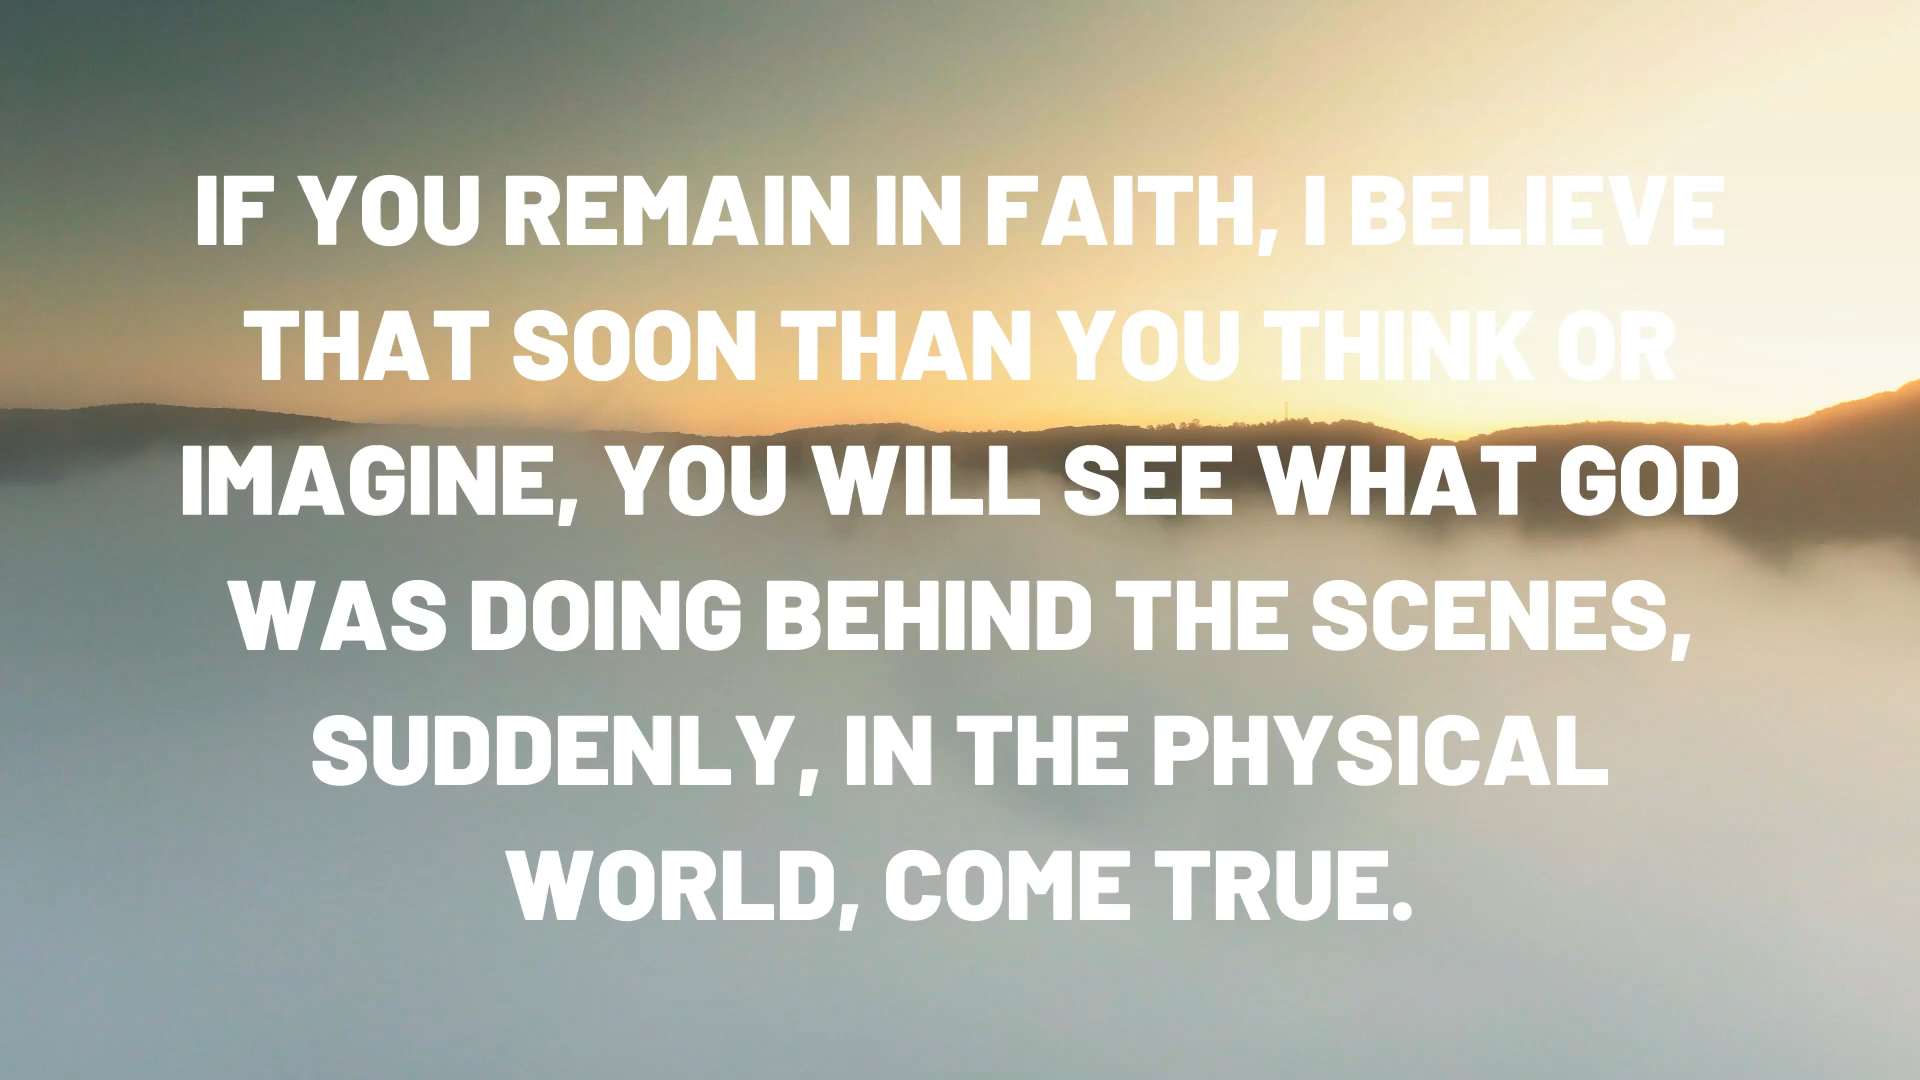 IF YOU REMAIN IN FAITH, I BELIEVE
THAT SOON THAN YOU THINK OR
IMAGINE, YOU WILL SEE WHAT GOD
WAS DOING BEHIND THE SCENES,
SUDDENLY, IN THE PHYSICAL
WORLD, COME TRUE.